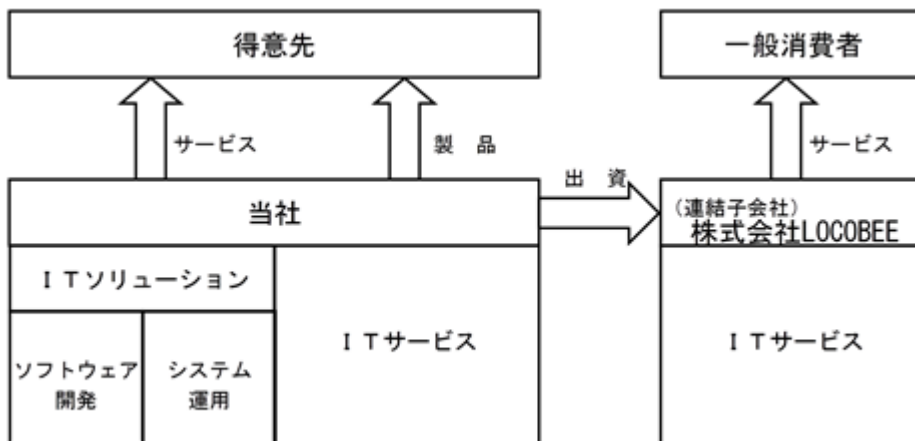 得意先
一般消費者
サービス
製 品
サービス
出 資
当社
(連結子会社)
株式会社LOCOBEE
ITソリューション
ITサービス
ITサービス
ソフトウェア
開発
システム
運用